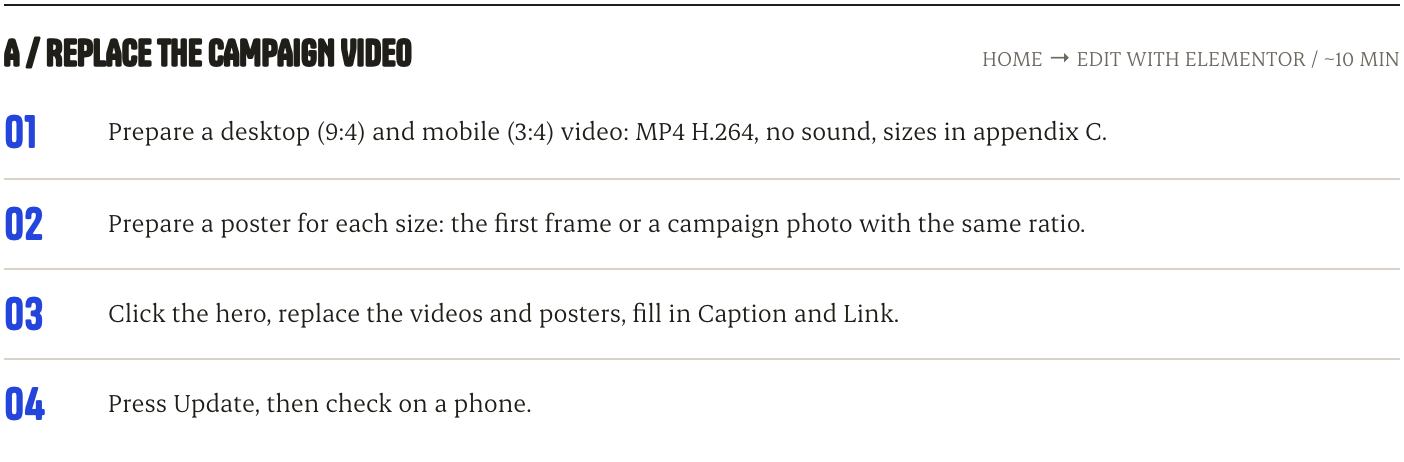 A / REPLACE THE CAMPAIGN VIDEO
HOME → EDIT WITH ELEMENTOR / ~10 MIN
01 Prepare a desktop (9:4) and mobile (3:4) video: MP4 H.264, no sound, sizes in appendix C.
02 Prepare a poster for each size: the first frame or a campaign photo with the same ratio.
03 Click the hero, replace the videos and posters, fill in Caption and Link.
04 Press Update, then check on a phone.